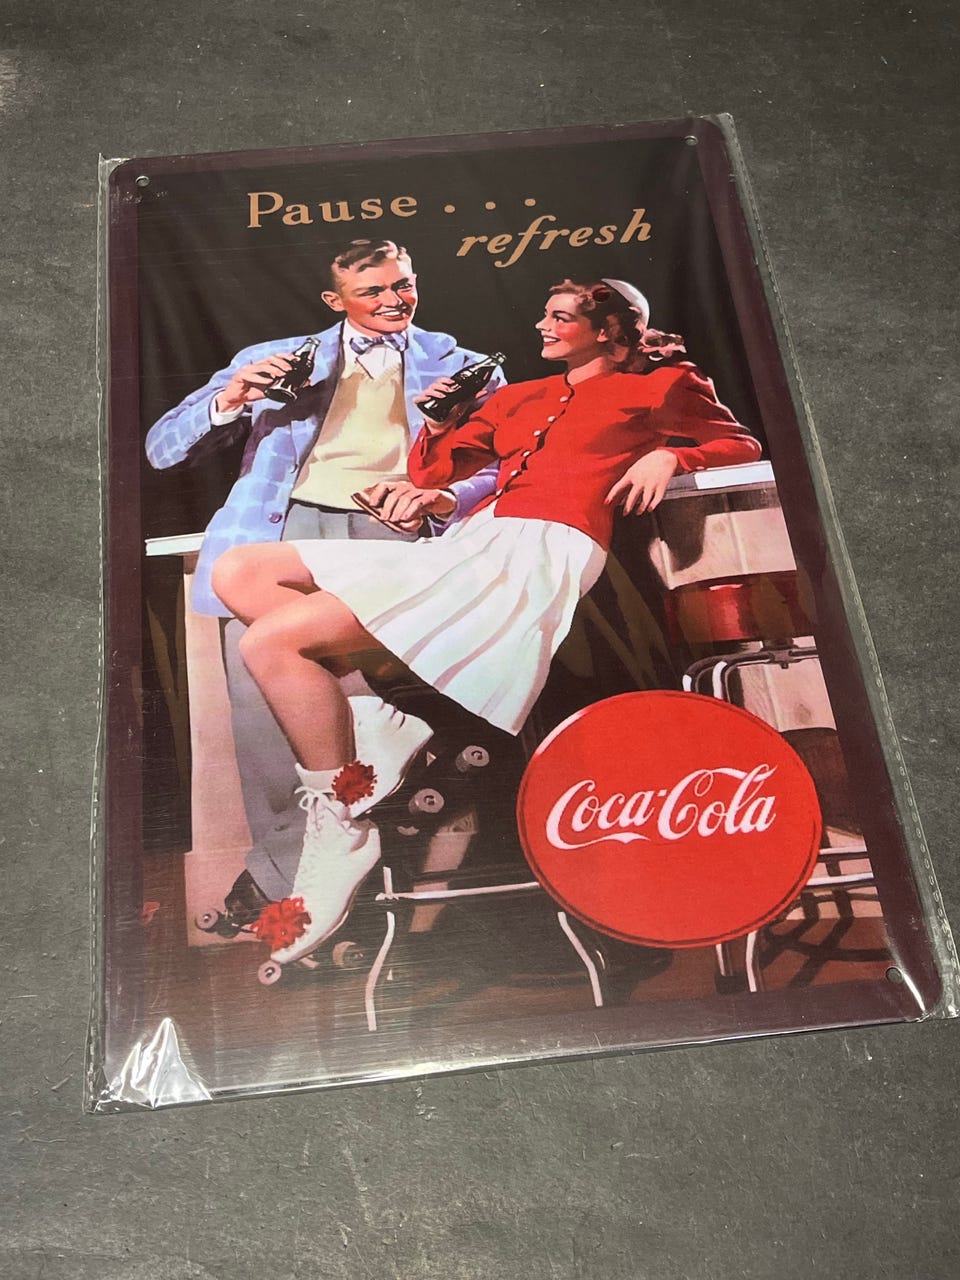 Pause . . .
refresh
Coca-Cola